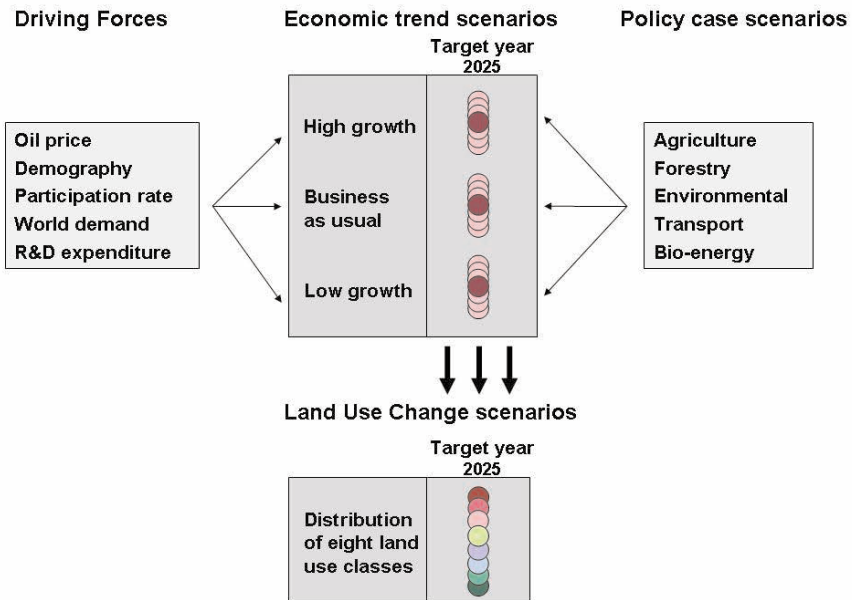 Driving Forces
Economic trend scenarios
Policy case scenarios
Target year
2025
Oil price
Demography
Participation rate
World demand
R&D expenditure
High growth
Business
as usual
Low growth
Agriculture
Forestry
Environmental
Transport
Bio-energy
Land Use Change scenarios
Target year
2025
Distribution
of eight land
use classes